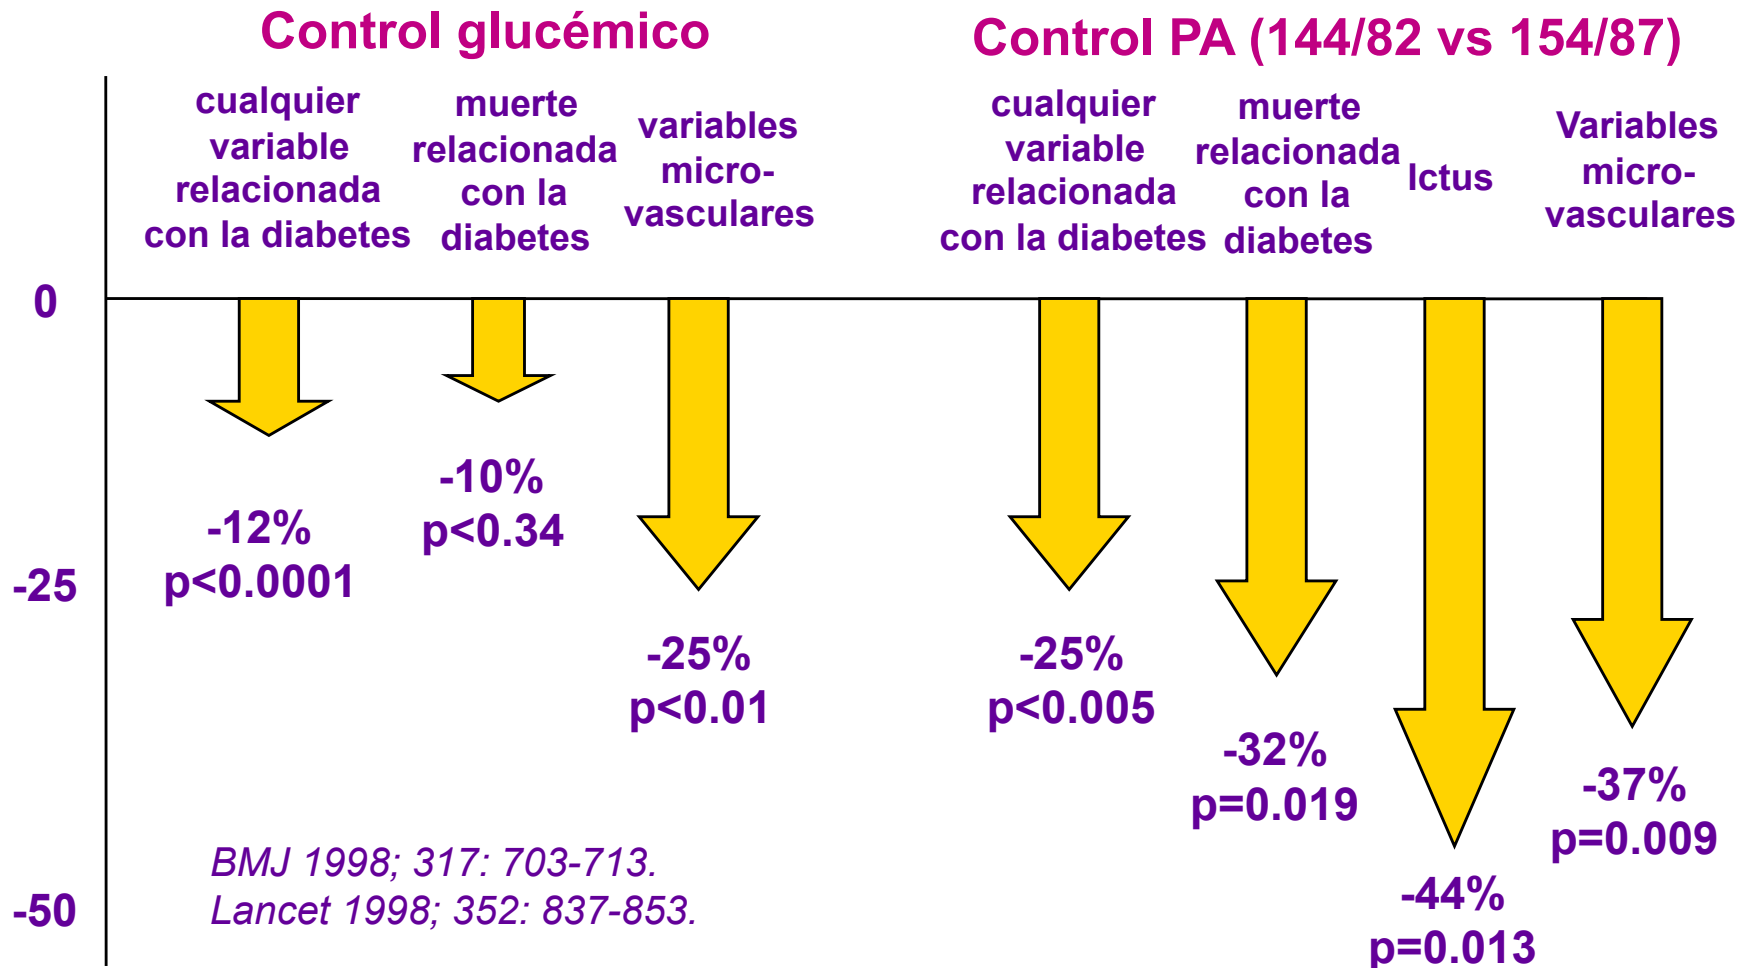 Control glucémico
Control PA (144/82 vs 154/87)
cualquier
variable
relacionada
con la diabetes
muerte
relacionada
con la
diabetes
variables
micro-
vasculares
cualquier
variable
relacionada
con la diabetes
muerte
relacionada
con la
diabetes
Ictus
Variables
micro-
vasculares
0
-25
-50
-12%
p<0.0001
-10%
p<0.34
-25%
p<0.01
-25%
p<0.005
-32%
p=0.019
-44%
p=0.013
-37%
p=0.009
BMJ 1998; 317: 703-713.
Lancet 1998; 352: 837-853.